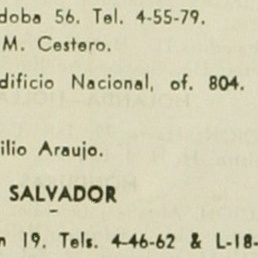 doba 56. Tel. 4-55-79.
M. Cestero.
dificio Nacional, of. 804.
ilio Araujo.
SALVADOR
n 19. Tels. 4-46-62 & L-18-